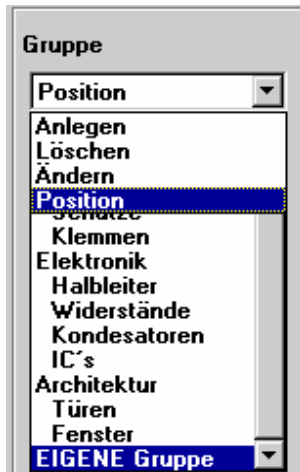 Gruppe
Position
Anlegen
Löschen
Ändern
Position
Klemmen
Elektronik
Halbleiter
Widerstände
Kondesatoren
IC´s
Architektur
Türen
Fenster
EIGENE Gruppe